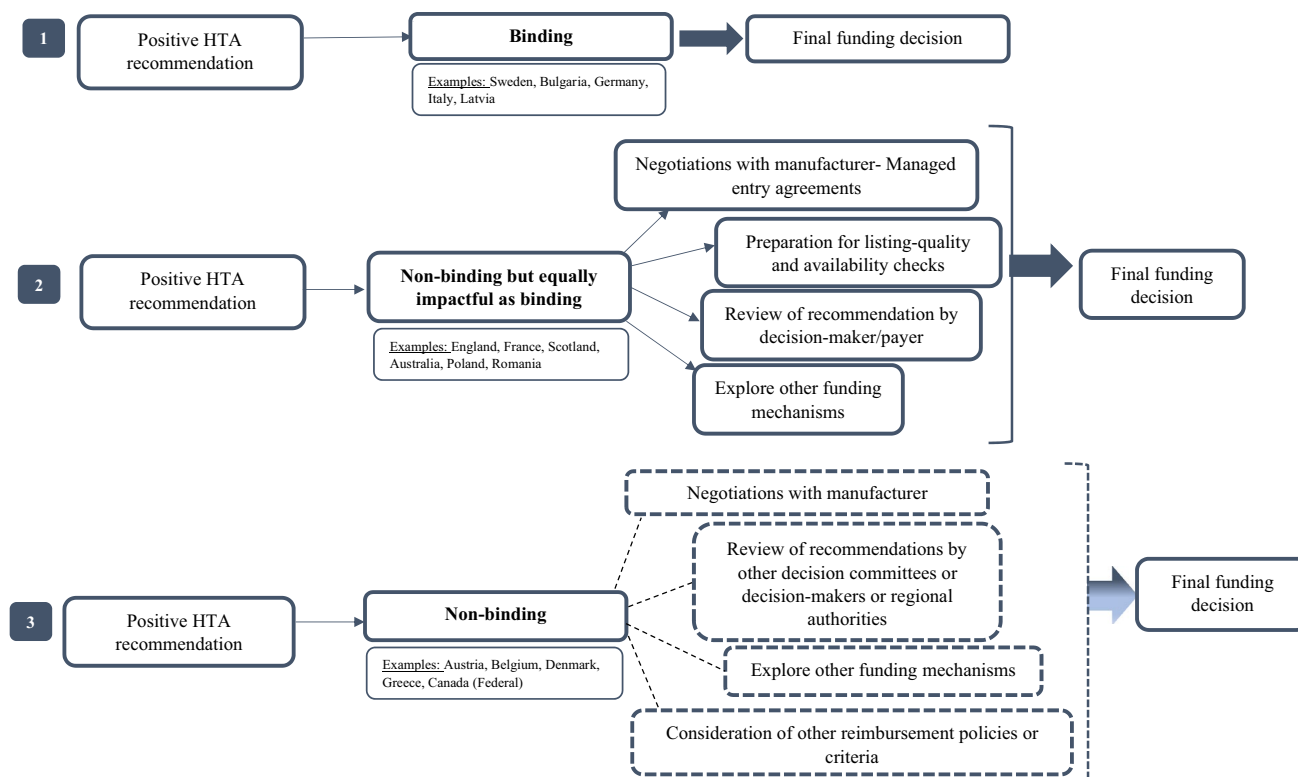 1
Positive HTA
recommendation
Binding
Final funding decision
Examples: Sweden, Bulgaria, Germany,
Italy, Latvia
2
Positive HTA
recommendation
Non-binding but equally
impactful as binding
Examples: England, France, Scotland,
Australia, Poland, Romania
Negotiations with manufacturer- Managed
entry agreements
Preparation for listing-quality
and availability checks
Review of recommendation by
decision-maker/payer
Explore other funding
mechanisms
Final funding
decision
3
Positive HTA
recommendation
Non-binding
Examples: Austria, Belgium, Denmark,
Greece, Canada (Federal)
Negotiations with manufacturer
Review of recommendations by
other decision committees or
decision-makers or regional
authorities
Explore other funding mechanisms
Consideration of other reimbursement policies or
criteria
Final funding
decision